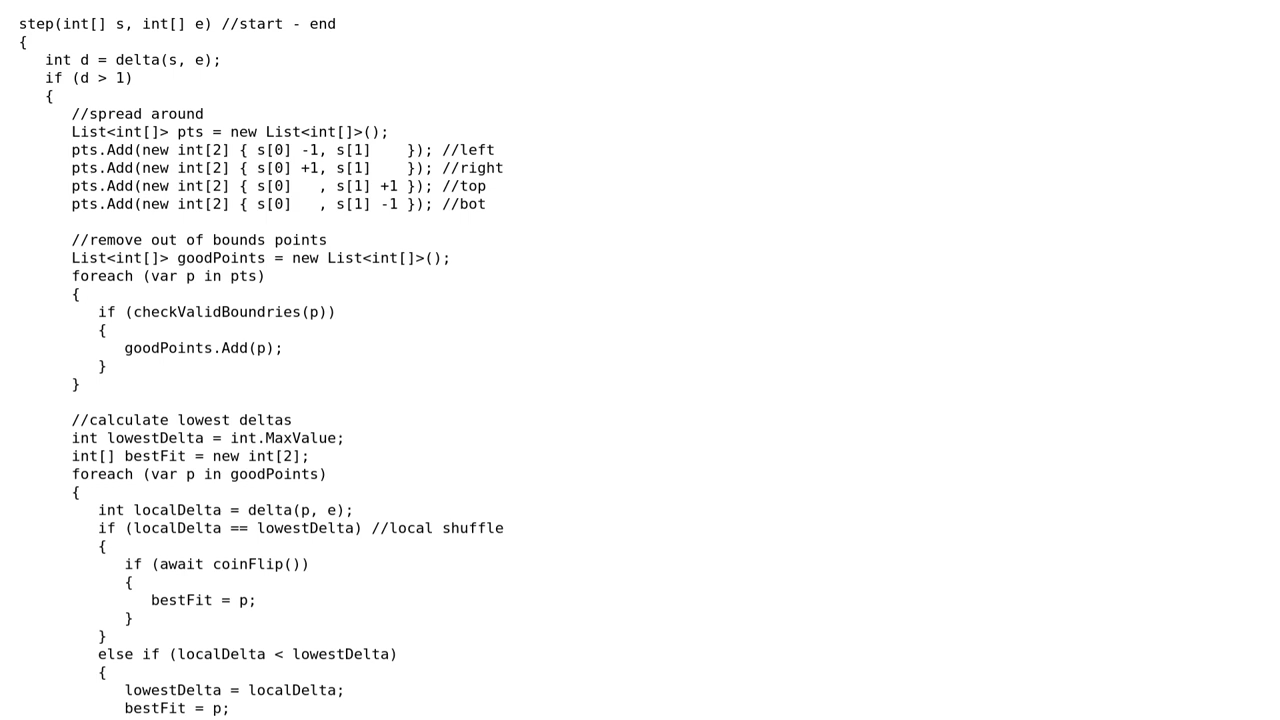 step(int[] s, int[] e) //start - end
{
   int d = delta(s, e);
   if (d > 1)
   {
      //spread around
      List<int[]> pts = new List<int[]>();
      pts.Add(new int[2] { s[0] -1, s[1]    }); //left
      pts.Add(new int[2] { s[0] +1, s[1]    }); //right
      pts.Add(new int[2] { s[0]   , s[1] +1 }); //top
      pts.Add(new int[2] { s[0]   , s[1] -1 }); //bot

      //remove out of bounds points
      List<int[]> goodPoints = new List<int[]>();
      foreach (var p in pts)
      {
         if (checkValidBoundries(p))
         {
            goodPoints.Add(p);
         }
      }

      //calculate lowest deltas
      int lowestDelta = int.MaxValue;
      int[] bestFit = new int[2];
      foreach (var p in goodPoints)
      {
         int localDelta = delta(p, e);
         if (localDelta == lowestDelta) //local shuffle
         {
            if (await coinFlip())
            {
               bestFit = p;
            }
         }
         else if (localDelta < lowestDelta)
         {
            lowestDelta = localDelta;
            bestFit = p;